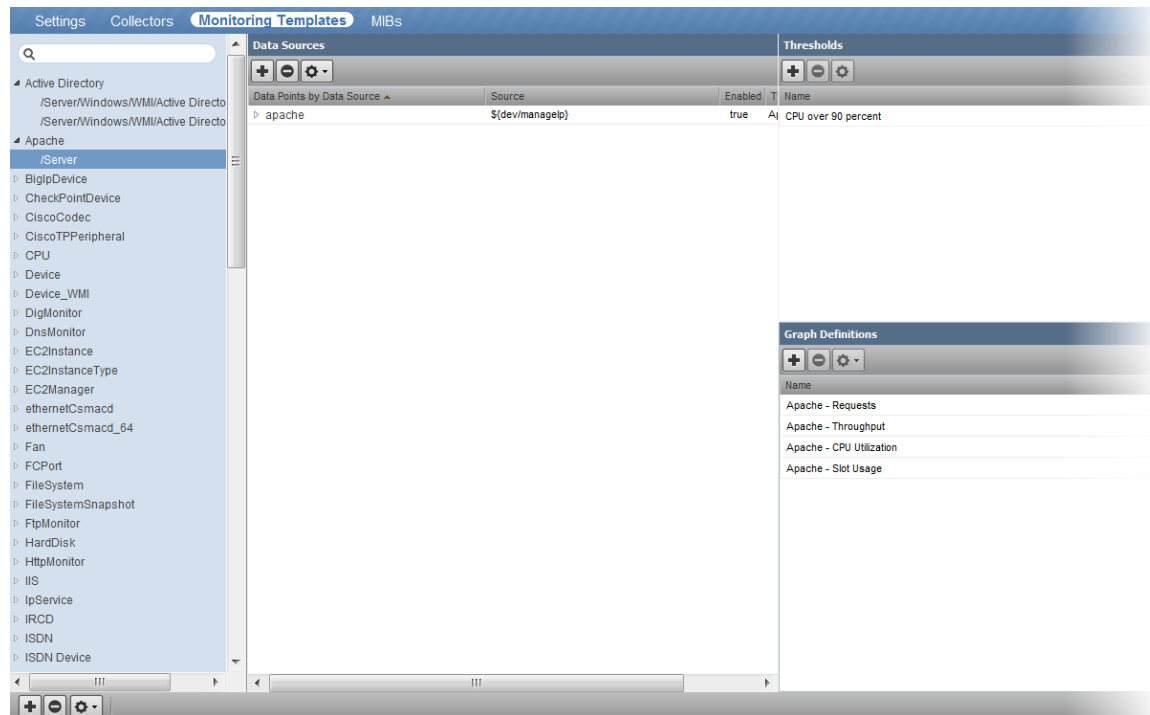 Settings Collectors Monitoring Templates MIBs
Active Directory
/Server/Windows/WMI/Active Directo
/Server/Windows/WMI/Active Directo
Apache
/Server
BigIpDevice
CheckPointDevice
CiscoCodec
CiscoTPPeripheral
CPU
Device
Device_WMI
DigMonitor
DnsMonitor
EC2Instance
EC2InstanceType
EC2Manager
ethernetCsmacd
ethernetCsmacd_64
Fan
FCPort
FileSystem
FileSystemSnapshot
FtpMonitor
HardDisk
HttpMonitor
IIS
IpService
IRCD
ISDN
ISDN Device
Data Sources
Data Points by Data Source Source Enabled T
apache ${dev/manageIp} true Ap
Thresholds
Name
CPU over 90 percent
Graph Definitions
Name
Apache - Requests
Apache - Throughput
Apache - CPU Utilization
Apache - Slot Usage